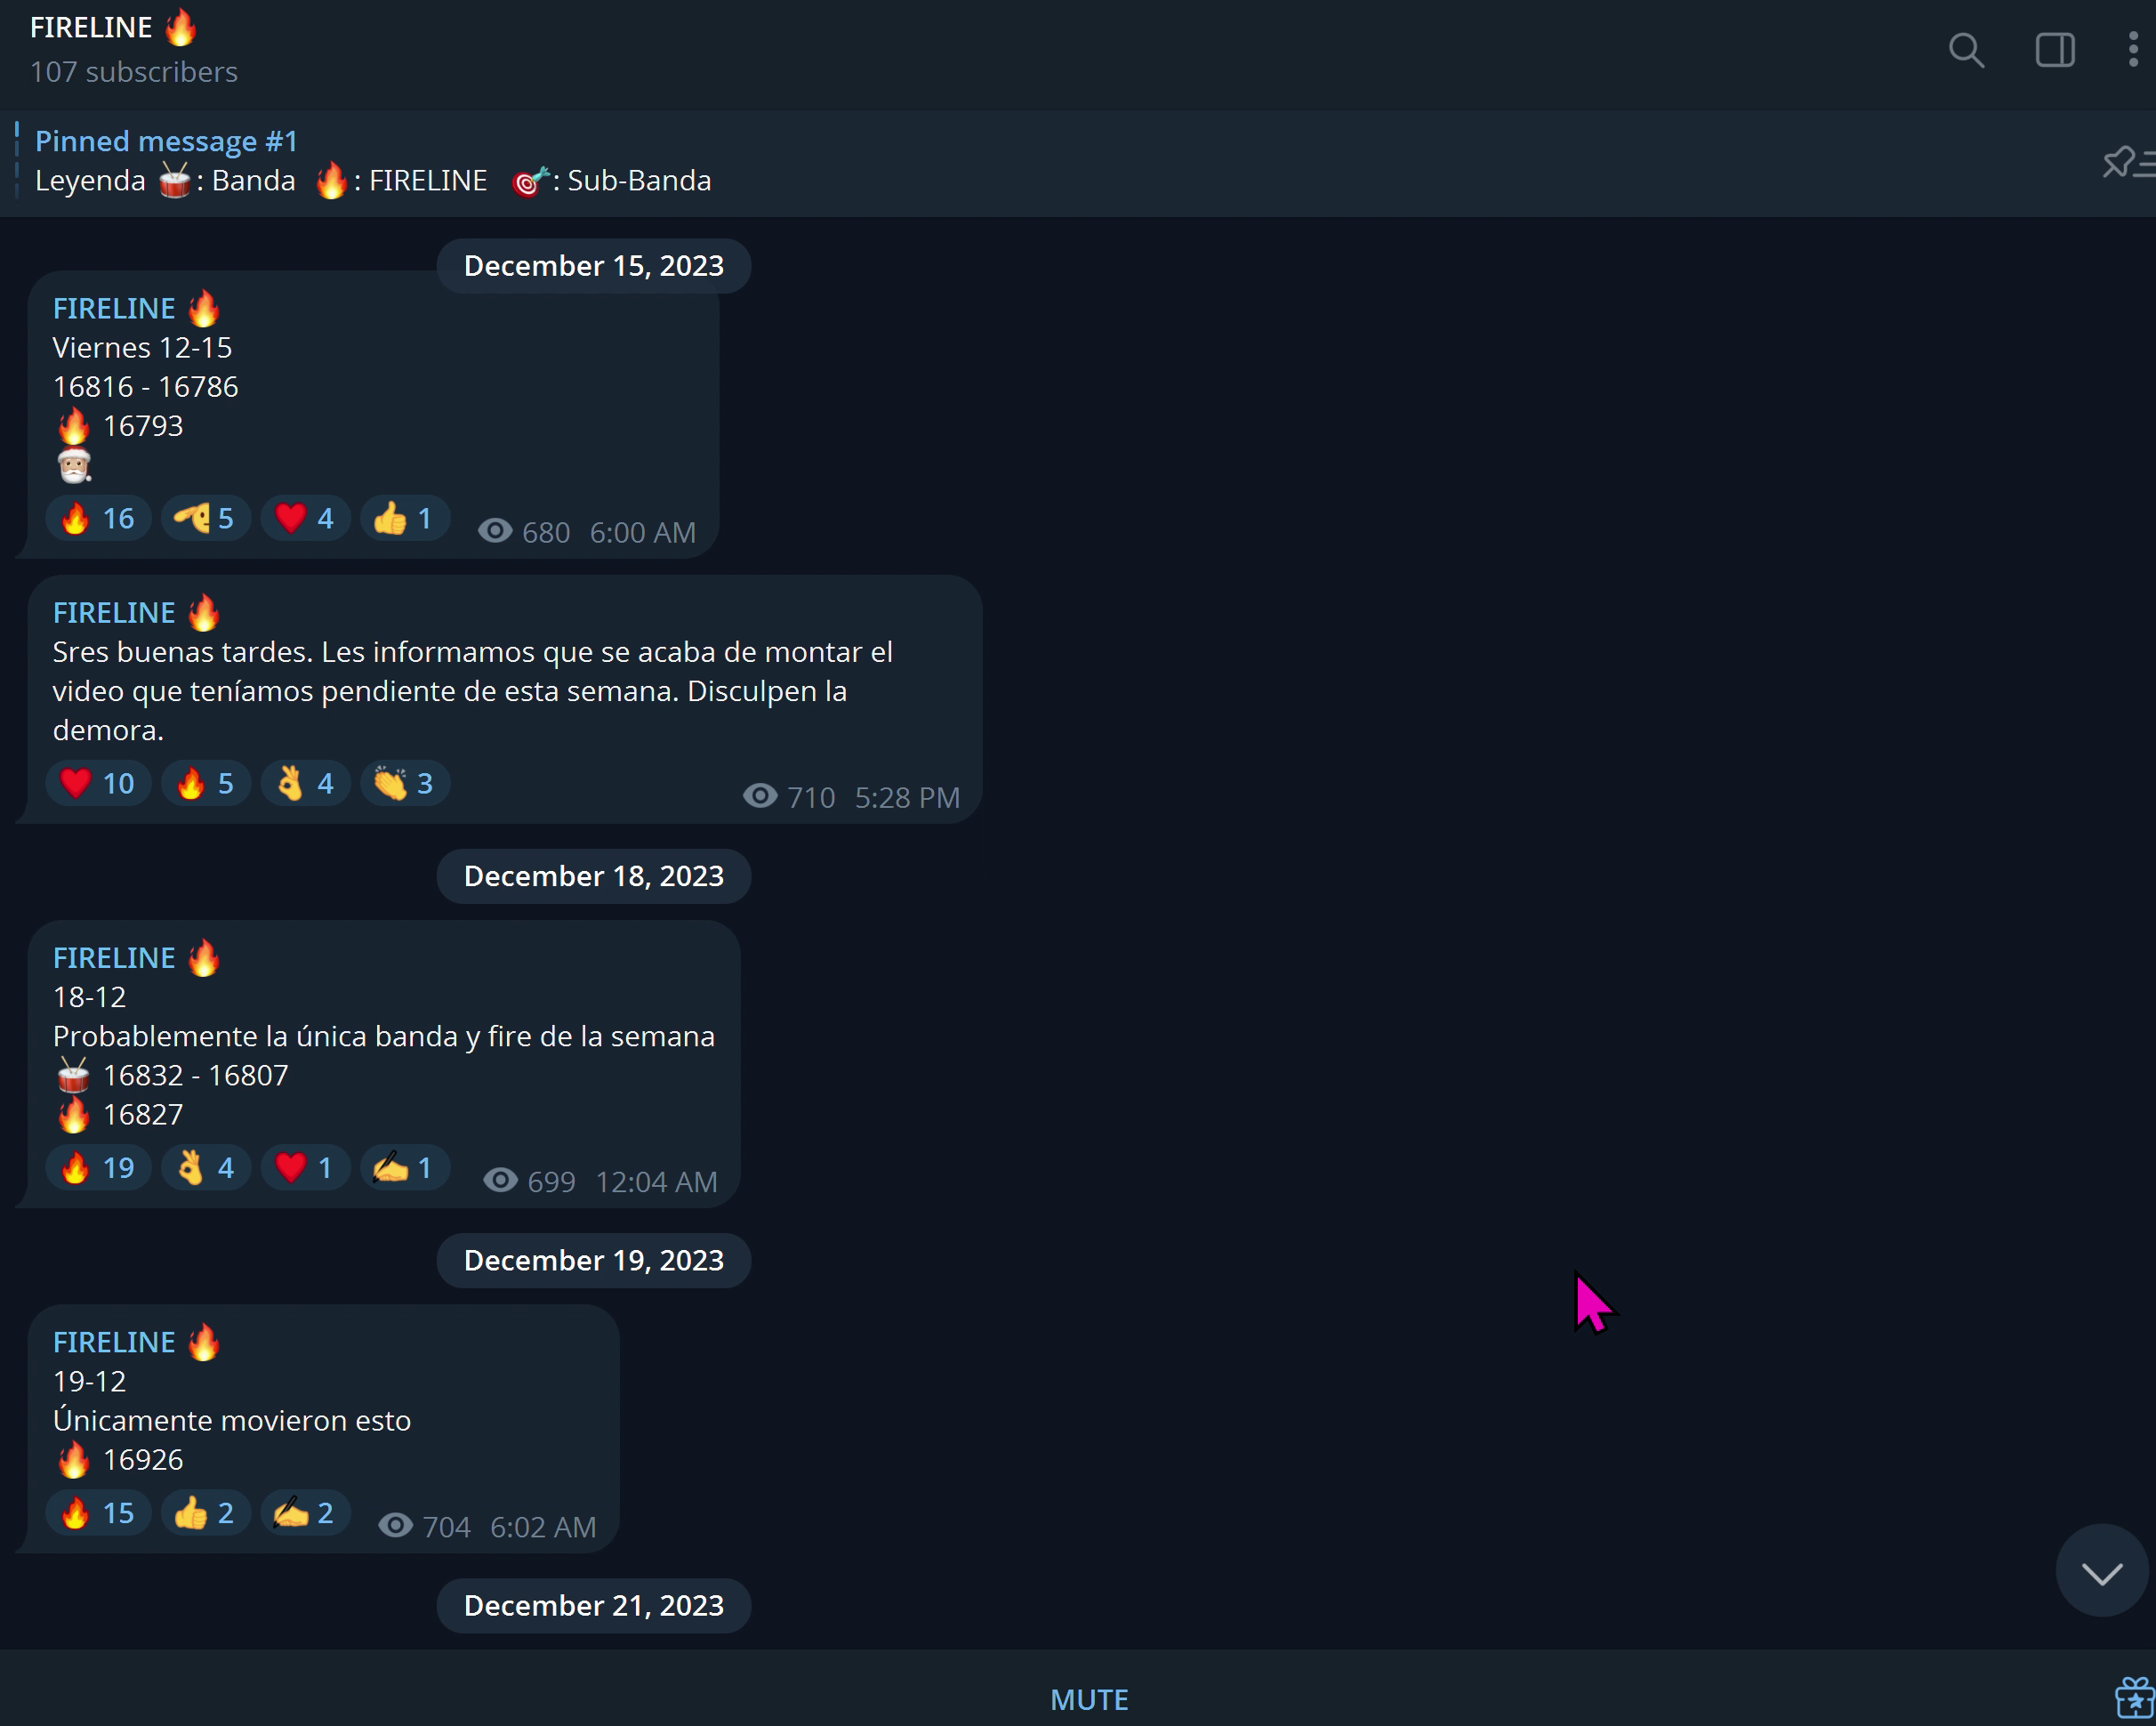 FIRELINE 🔥
107 subscribers
Pinned message #1
Leyenda 🥁: Banda 🔥: FIRELINE 🎯: Sub-Banda
December 15, 2023
FIRELINE 🔥
Viernes 12-15
16816 - 16786
🔥 16793
🎅🏻
🔥 16 🫡 5 ❤ 4 👍 1 680 6:00 AM
FIRELINE 🔥
Sres buenas tardes. Les informamos que se acaba de montar el
video que teníamos pendiente de esta semana. Disculpen la
demora.
❤ 10 🔥 5 👌 4 👏 3 710 5:28 PM
December 18, 2023
FIRELINE 🔥
18-12
Probablemente la única banda y fire de la semana
🥁 16832 - 16807
🔥 16827
🔥 19 👌 4 ❤ 1 ✍ 1 699 12:04 AM
December 19, 2023
FIRELINE 🔥
19-12
Únicamente movieron esto
🔥 16926
🔥 15 👍 2 ✍ 2 704 6:02 AM
December 21, 2023
MUTE